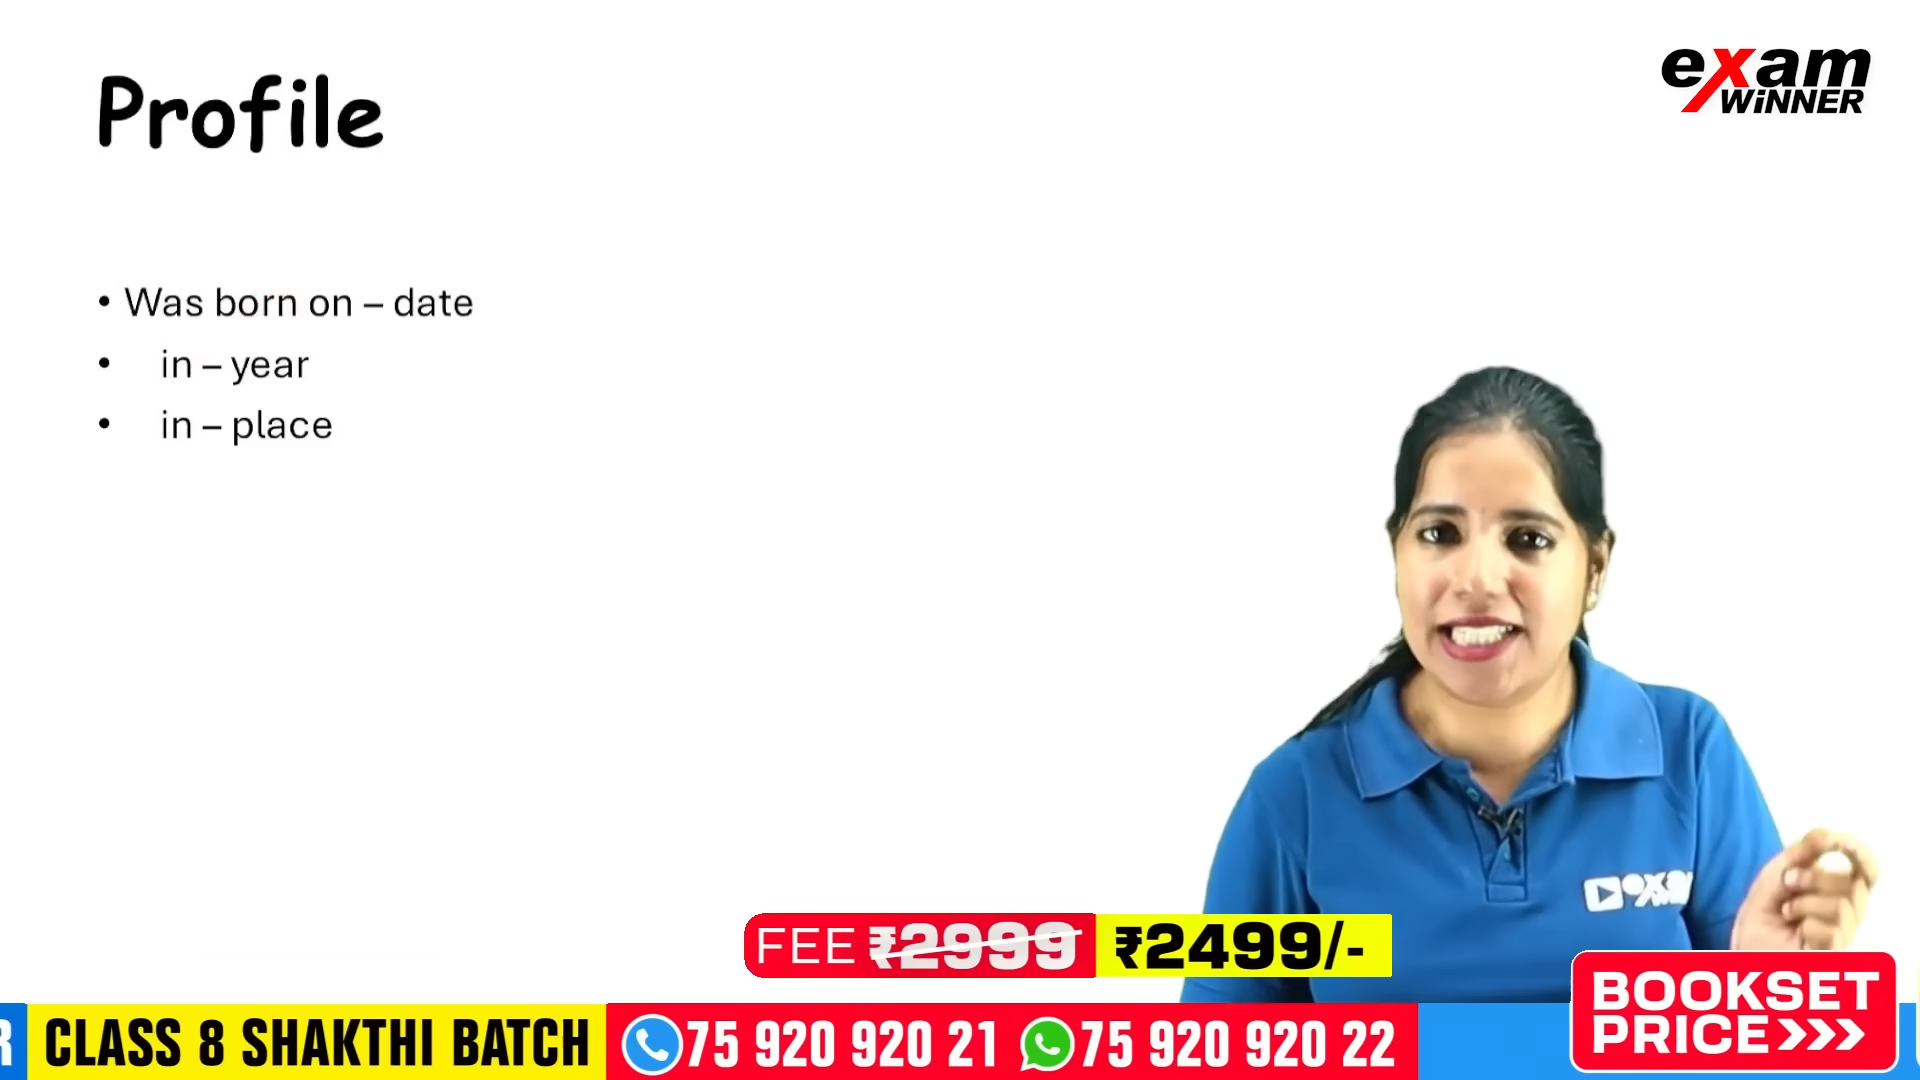 Profile
exam
WiNNER
• Was born on – date
• in – year
• in – place
exa
FEE ₹2999 ₹2499/-
BOOKSET
PRICE >>>
R CLASS 8 SHAKTHI BATCH 75 920 920 21 75 920 920 22